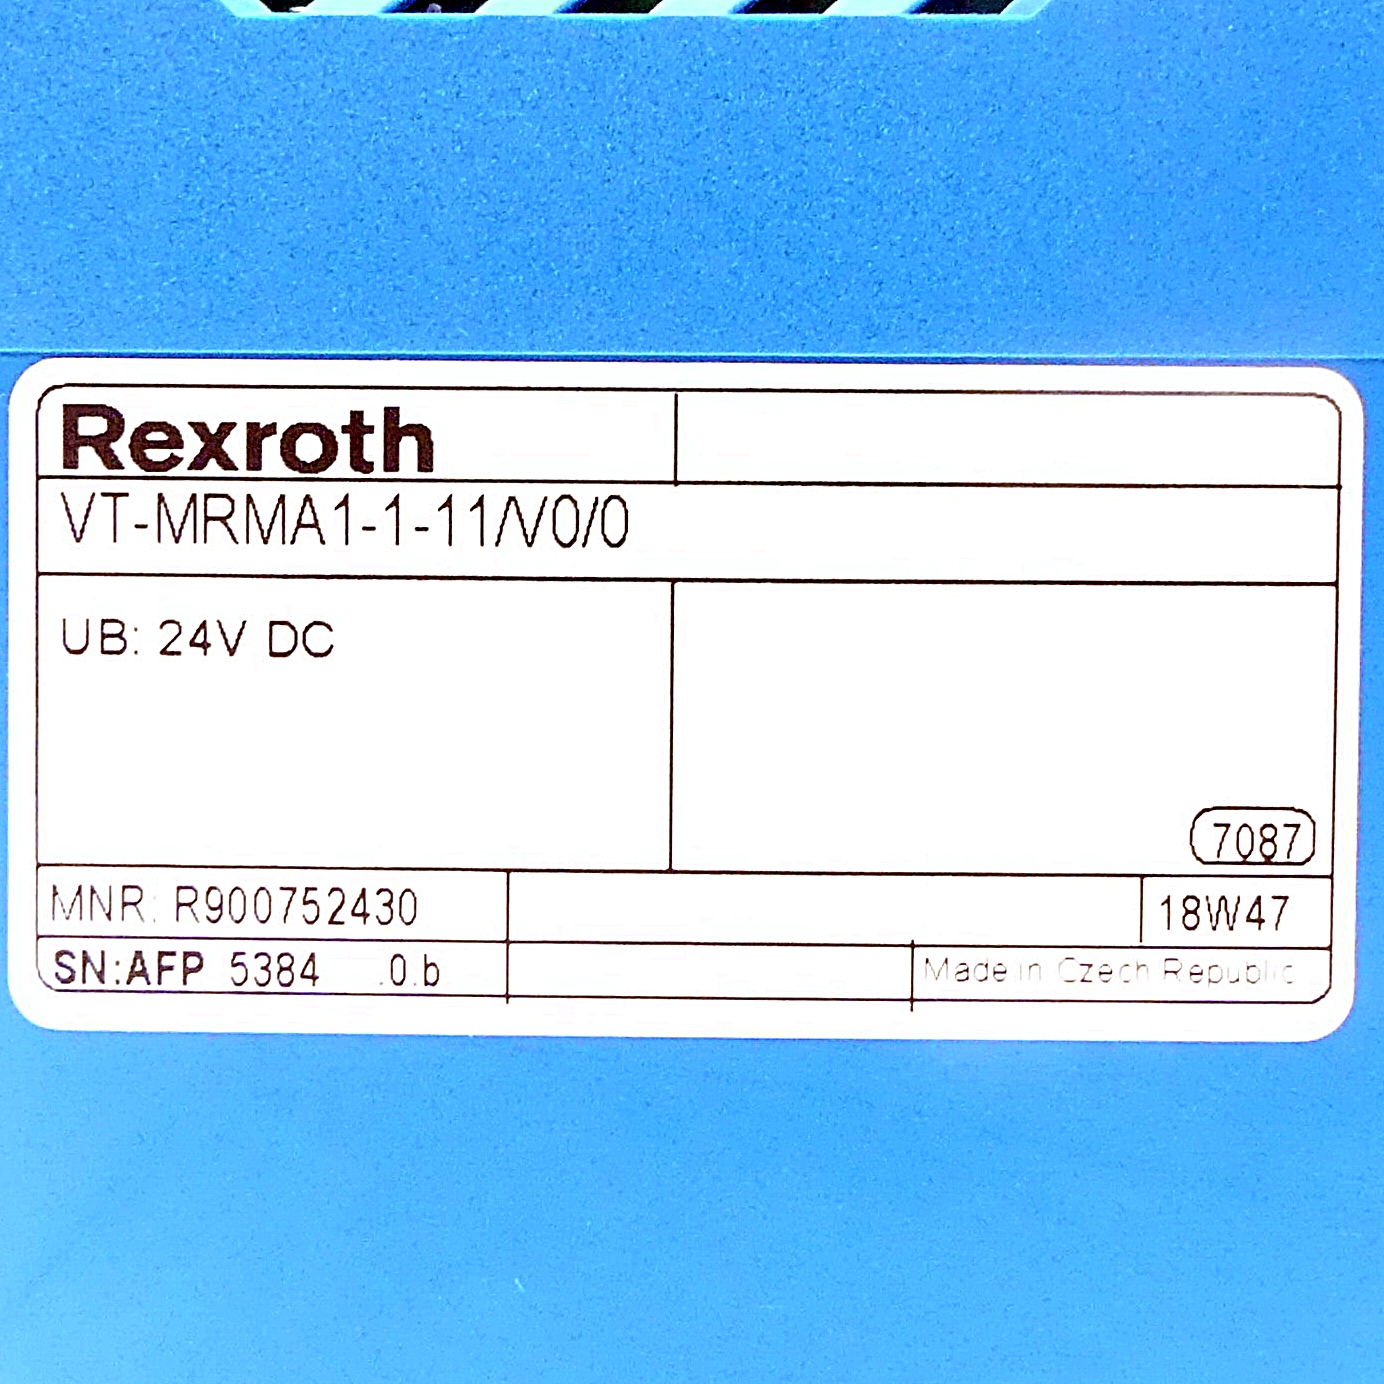 Rexroth
VT-MRMA1-1-11/V0/0
UB: 24V DC
7087
MNR: R900752430
18W47
SN:AFP 5384 .0.b
Made in Czech Republic